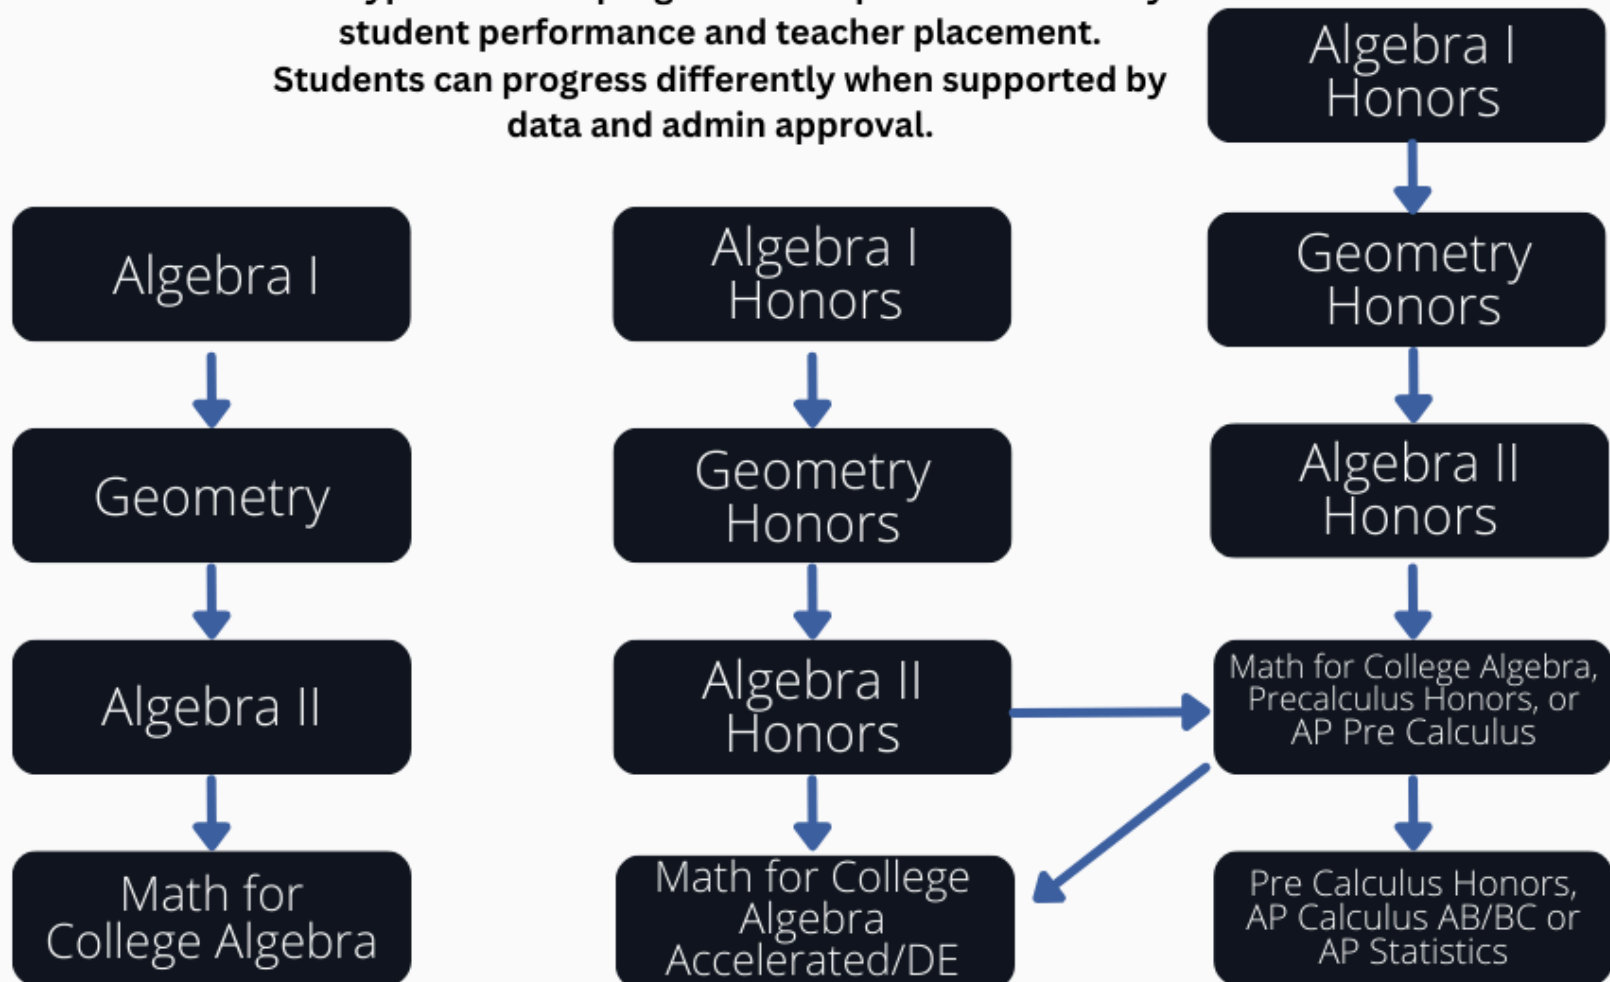 student performance and teacher placement.
Students can progress differently when supported by
data and admin approval.
Algebra I
Geometry
Algebra II
Math for
College Algebra
Algebra I
Honors
Geometry
Honors
Algebra II
Honors
Math for College
Algebra
Accelerated/DE
Algebra I
Honors
Geometry
Honors
Algebra II
Honors
Math for College Algebra,
Precalculus Honors, or
AP Pre Calculus
Pre Calculus Honors,
AP Calculus AB/BC or
AP Statistics